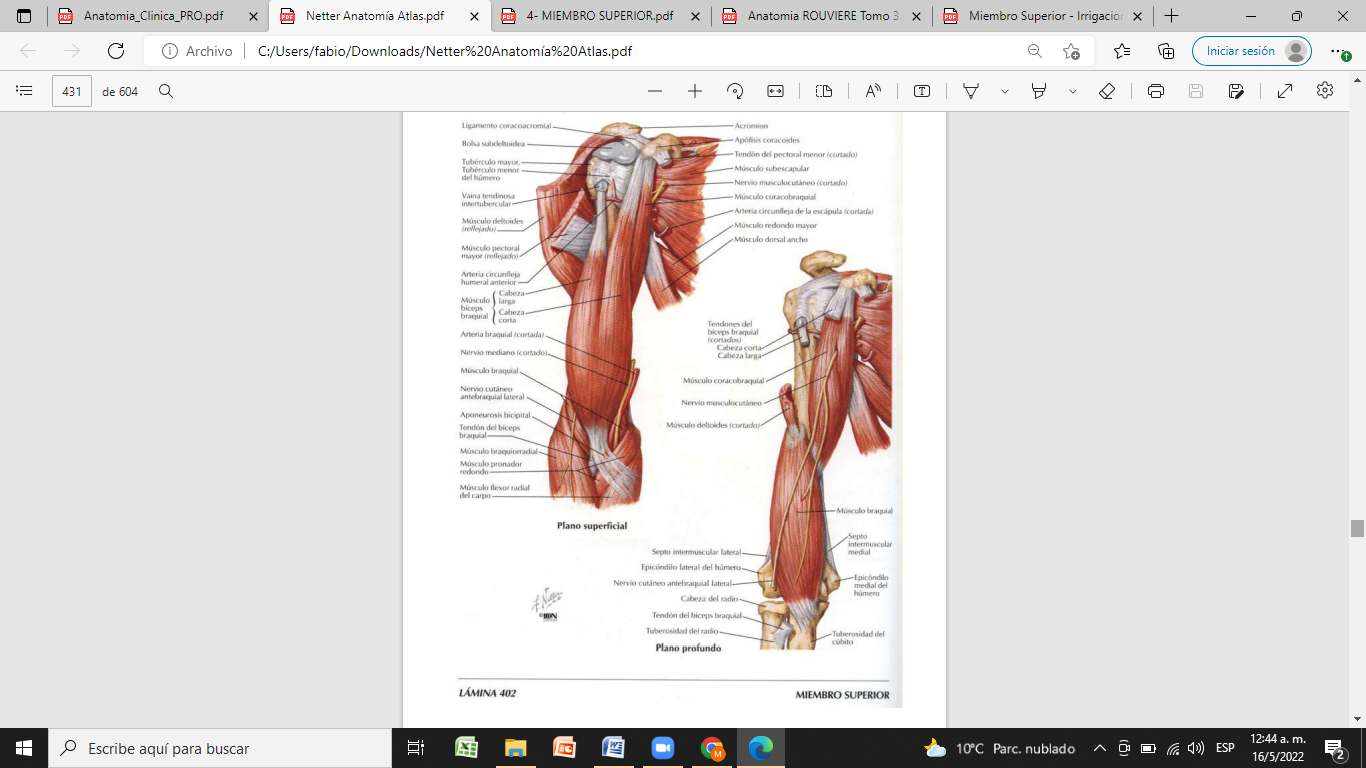 Anatomia_Clinica_PRO.pdf
Netter Anatomía Atlas.pdf
4- MIEMBRO SUPERIOR.pdf
Anatomia ROUVIERE Tomo 3.
Miembro Superior - Irrigacion
Archivo
C:/Users/fabio/Downloads/Netter%20Anatomía%20Atlas.pdf
Iniciar sesión
431
de 604
Ligamento coracoacromial
Bolsa subdeltoidea
Tubérculo mayor,
Tubérculo menor
del húmero
Vaina tendinosa
intertubercular
Músculo deltoides
(reflejado)
Músculo pectoral
mayor (reflejado)
Arteria circunfleja
humeral anterior
Músculo
bíceps
braquial
Cabeza
larga
Cabeza
corta
Arteria braquial (cortada)
Nervio mediano (cortado)
Músculo braquial
Nervio cutáneo
antebraquial lateral
Aponeurosis bicipital
Tendón del bíceps
braquial
Músculo braquiorradial
Músculo pronador
redondo
Músculo flexor radial
del carpo
Plano superficial
Acromion
Apófisis coracoides
Tendón del pectoral menor (cortado)
Músculo subescapular
Nervio musculocutáneo (cortado)
Músculo coracobraquial
Arteria circunfleja de la escápula (cortada)
Músculo redondo mayor
Músculo dorsal ancho
Tendones del
bíceps braquial
(cortados)
Cabeza corta
Cabeza larga
Músculo coracobraquial
Nervio musculocutáneo
Músculo deltoides (cortado)
Músculo braquial
Septo
intermuscular
medial
Septo intermuscular lateral
Epicóndilo lateral del húmero
Nervio cutáneo antebraquial lateral
Cabeza del radio
Tendón del bíceps braquial
Tuberosidad del radio
Epicóndilo
medial del
húmero
Tuberosidad del
cúbito
Plano profundo
LÁMINA 402
MIEMBRO SUPERIOR
Escribe aquí para buscar
10°C Parc. nublado
ESP
12:44 a. m.
16/5/2022
2